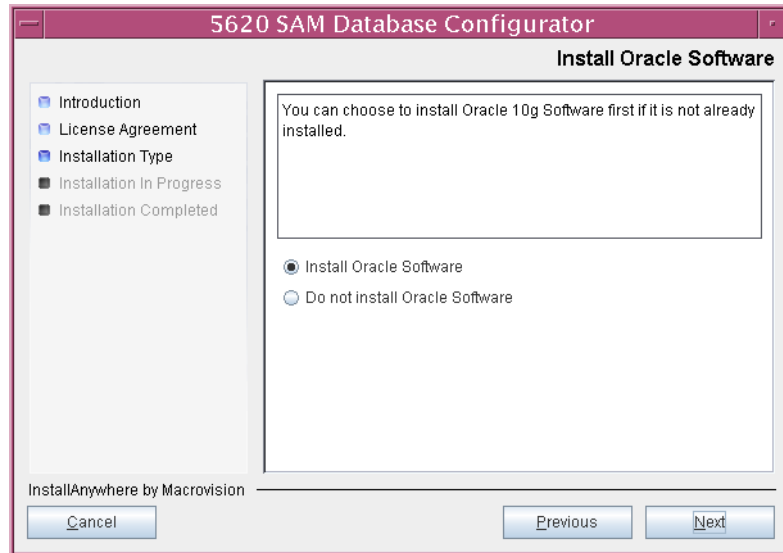 5620 SAM Database Configurator
Install Oracle Software
Introduction
License Agreement
Installation Type
Installation In Progress
Installation Completed
You can choose to install Oracle 10g Software first if it is not already
installed.
Install Oracle Software
Do not install Oracle Software
InstallAnywhere by Macrovision
Cancel
Previous
Next